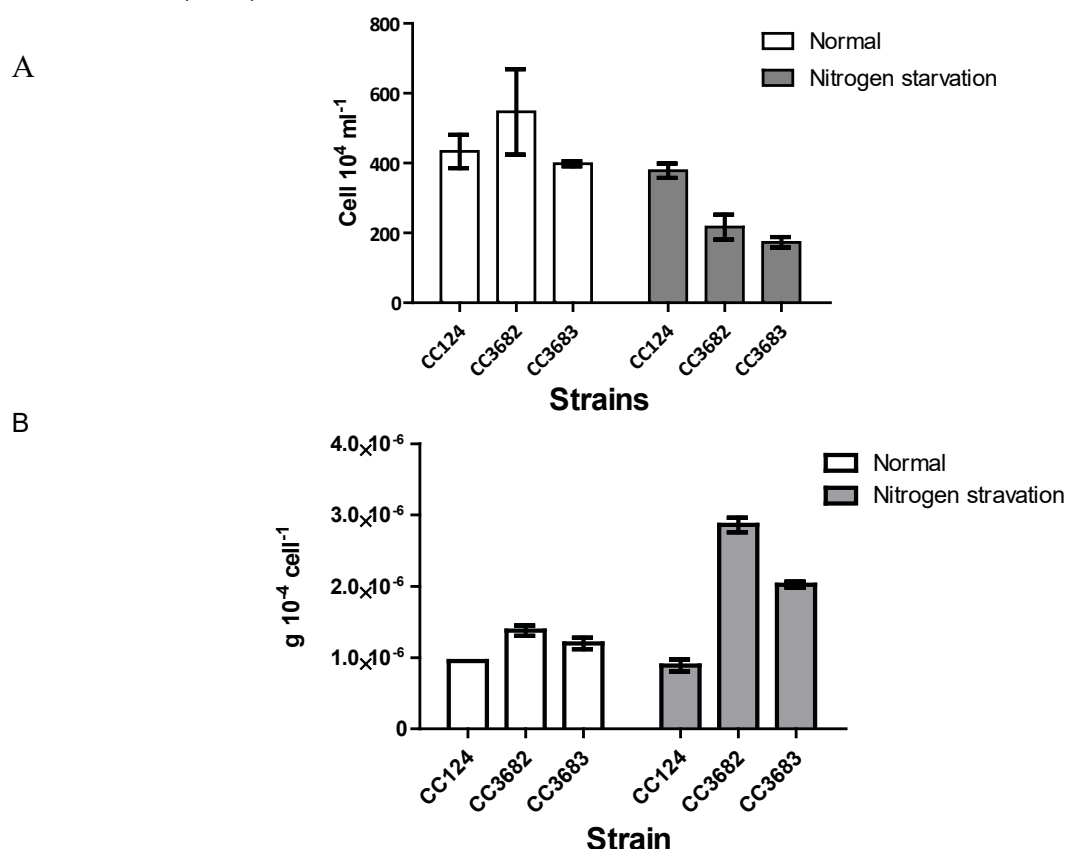 A
800
600
400
200
0
Cell 10⁴ ml⁻¹
Normal
Nitrogen starvation
CC124
CC3682
CC3683
CC124
CC3682
CC3683
Strains
B
4.0×10⁻⁶
3.0×10⁻⁶
2.0×10⁻⁶
1.0×10⁻⁶
0
g 10⁻⁴ cell⁻¹
Normal
Nitrogen stravation
CC124
CC3682
CC3683
CC124
CC3682
CC3683
Strain